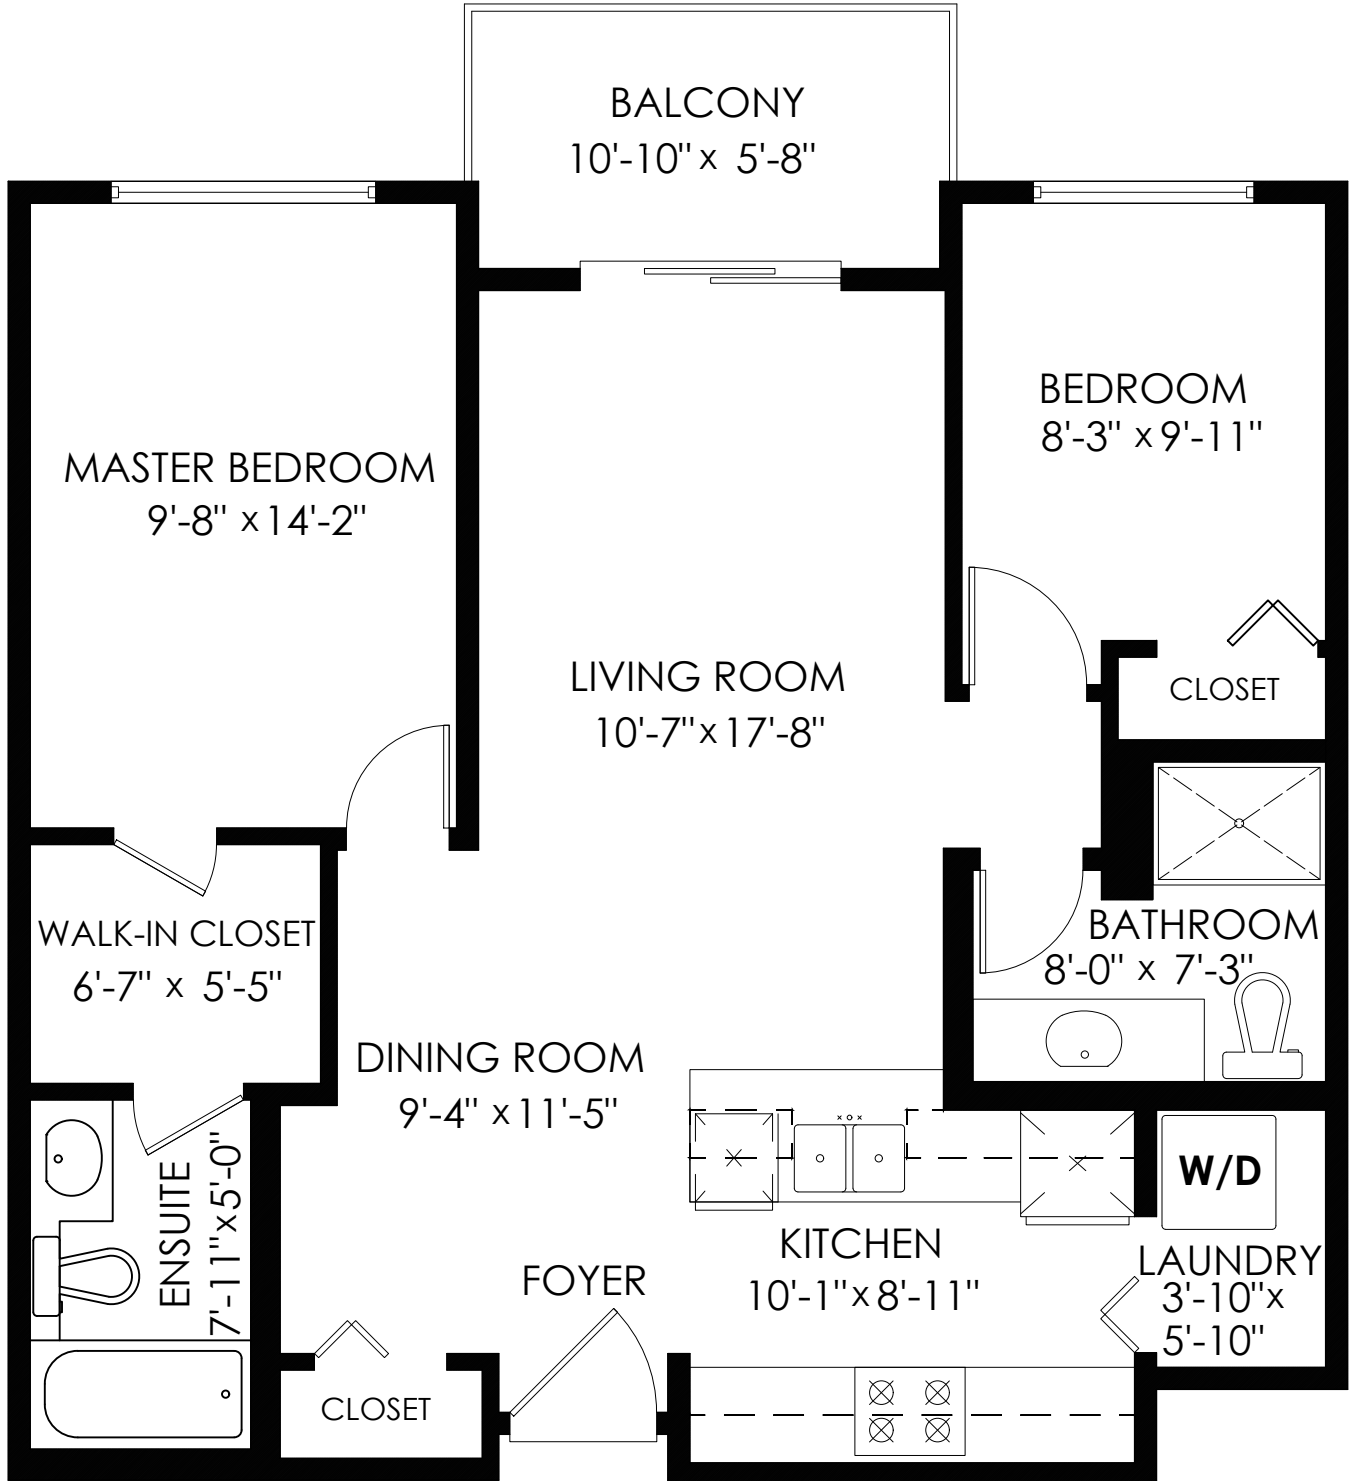 BALCONY
10'-10" x 5'-8"
BEDROOM
8'-3" x 9'-11"
MASTER BEDROOM
9'-8" x 14'-2"
LIVING ROOM
10'-7" x 17'-8"
CLOSET
WALK-IN CLOSET
6'-7" x 5'-5"
BATHROOM
8'-0" x 7'-3"
DINING ROOM
9'-4" x 11'-5"
ENSUITE
7'-11" x 5'-0"
W/D
KITCHEN
10'-1" x 8'-11"
LAUNDRY
3'-10" x
5'-10"
FOYER
CLOSET